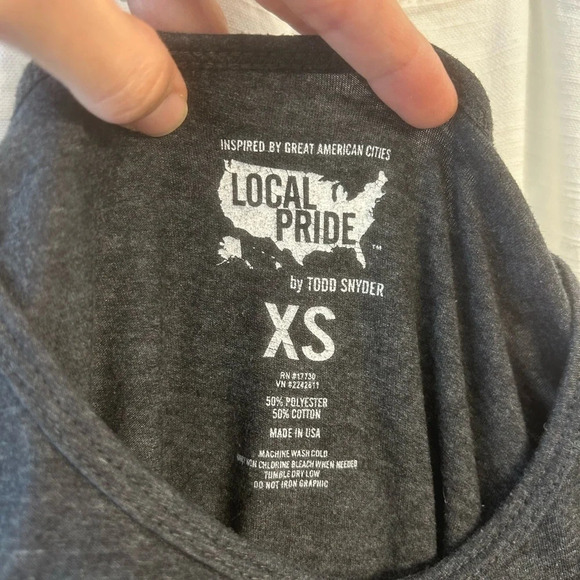 INSPIRED BY GREAT AMERICAN CITIES
LOCAL
PRIDE
TM
by TODD SNYDER
XS
RN #17730
VN #2242611
50% POLYESTER
50% COTTON
MADE IN USA
MACHINE WASH COLD
NON CHLORINE BLEACH WHEN NEEDED
TUMBLE DRY LOW
DO NOT IRON GRAPHIC